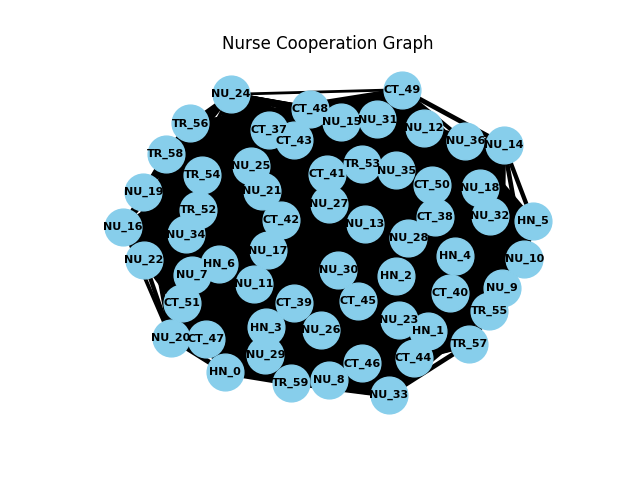 Nurse Cooperation Graph
NU_24
CT_49
CT_48
TR_56
NU_15
NU_31
CT_37
NU_12
CT_43
NU_36
NU_14
TR_58
NU_25
TR_53
NU_35
CT_41
TR_54
CT_50
NU_18
NU_19
NU_21
NU_27
TR_52
CT_38
NU_32
CT_42
NU_13
HN_5
NU_16
NU_34
NU_28
NU_17
HN_4
NU_22
NU_10
HN_6
NU_30
NU_7
HN_2
NU_11
NU_9
CT_40
CT_51
CT_39
CT_45
TR_55
NU_23
HN_3
NU_26
HN_1
NU_20
CT_47
TR_57
NU_29
CT_44
CT_46
HN_0
NU_8
TR_59
NU_33